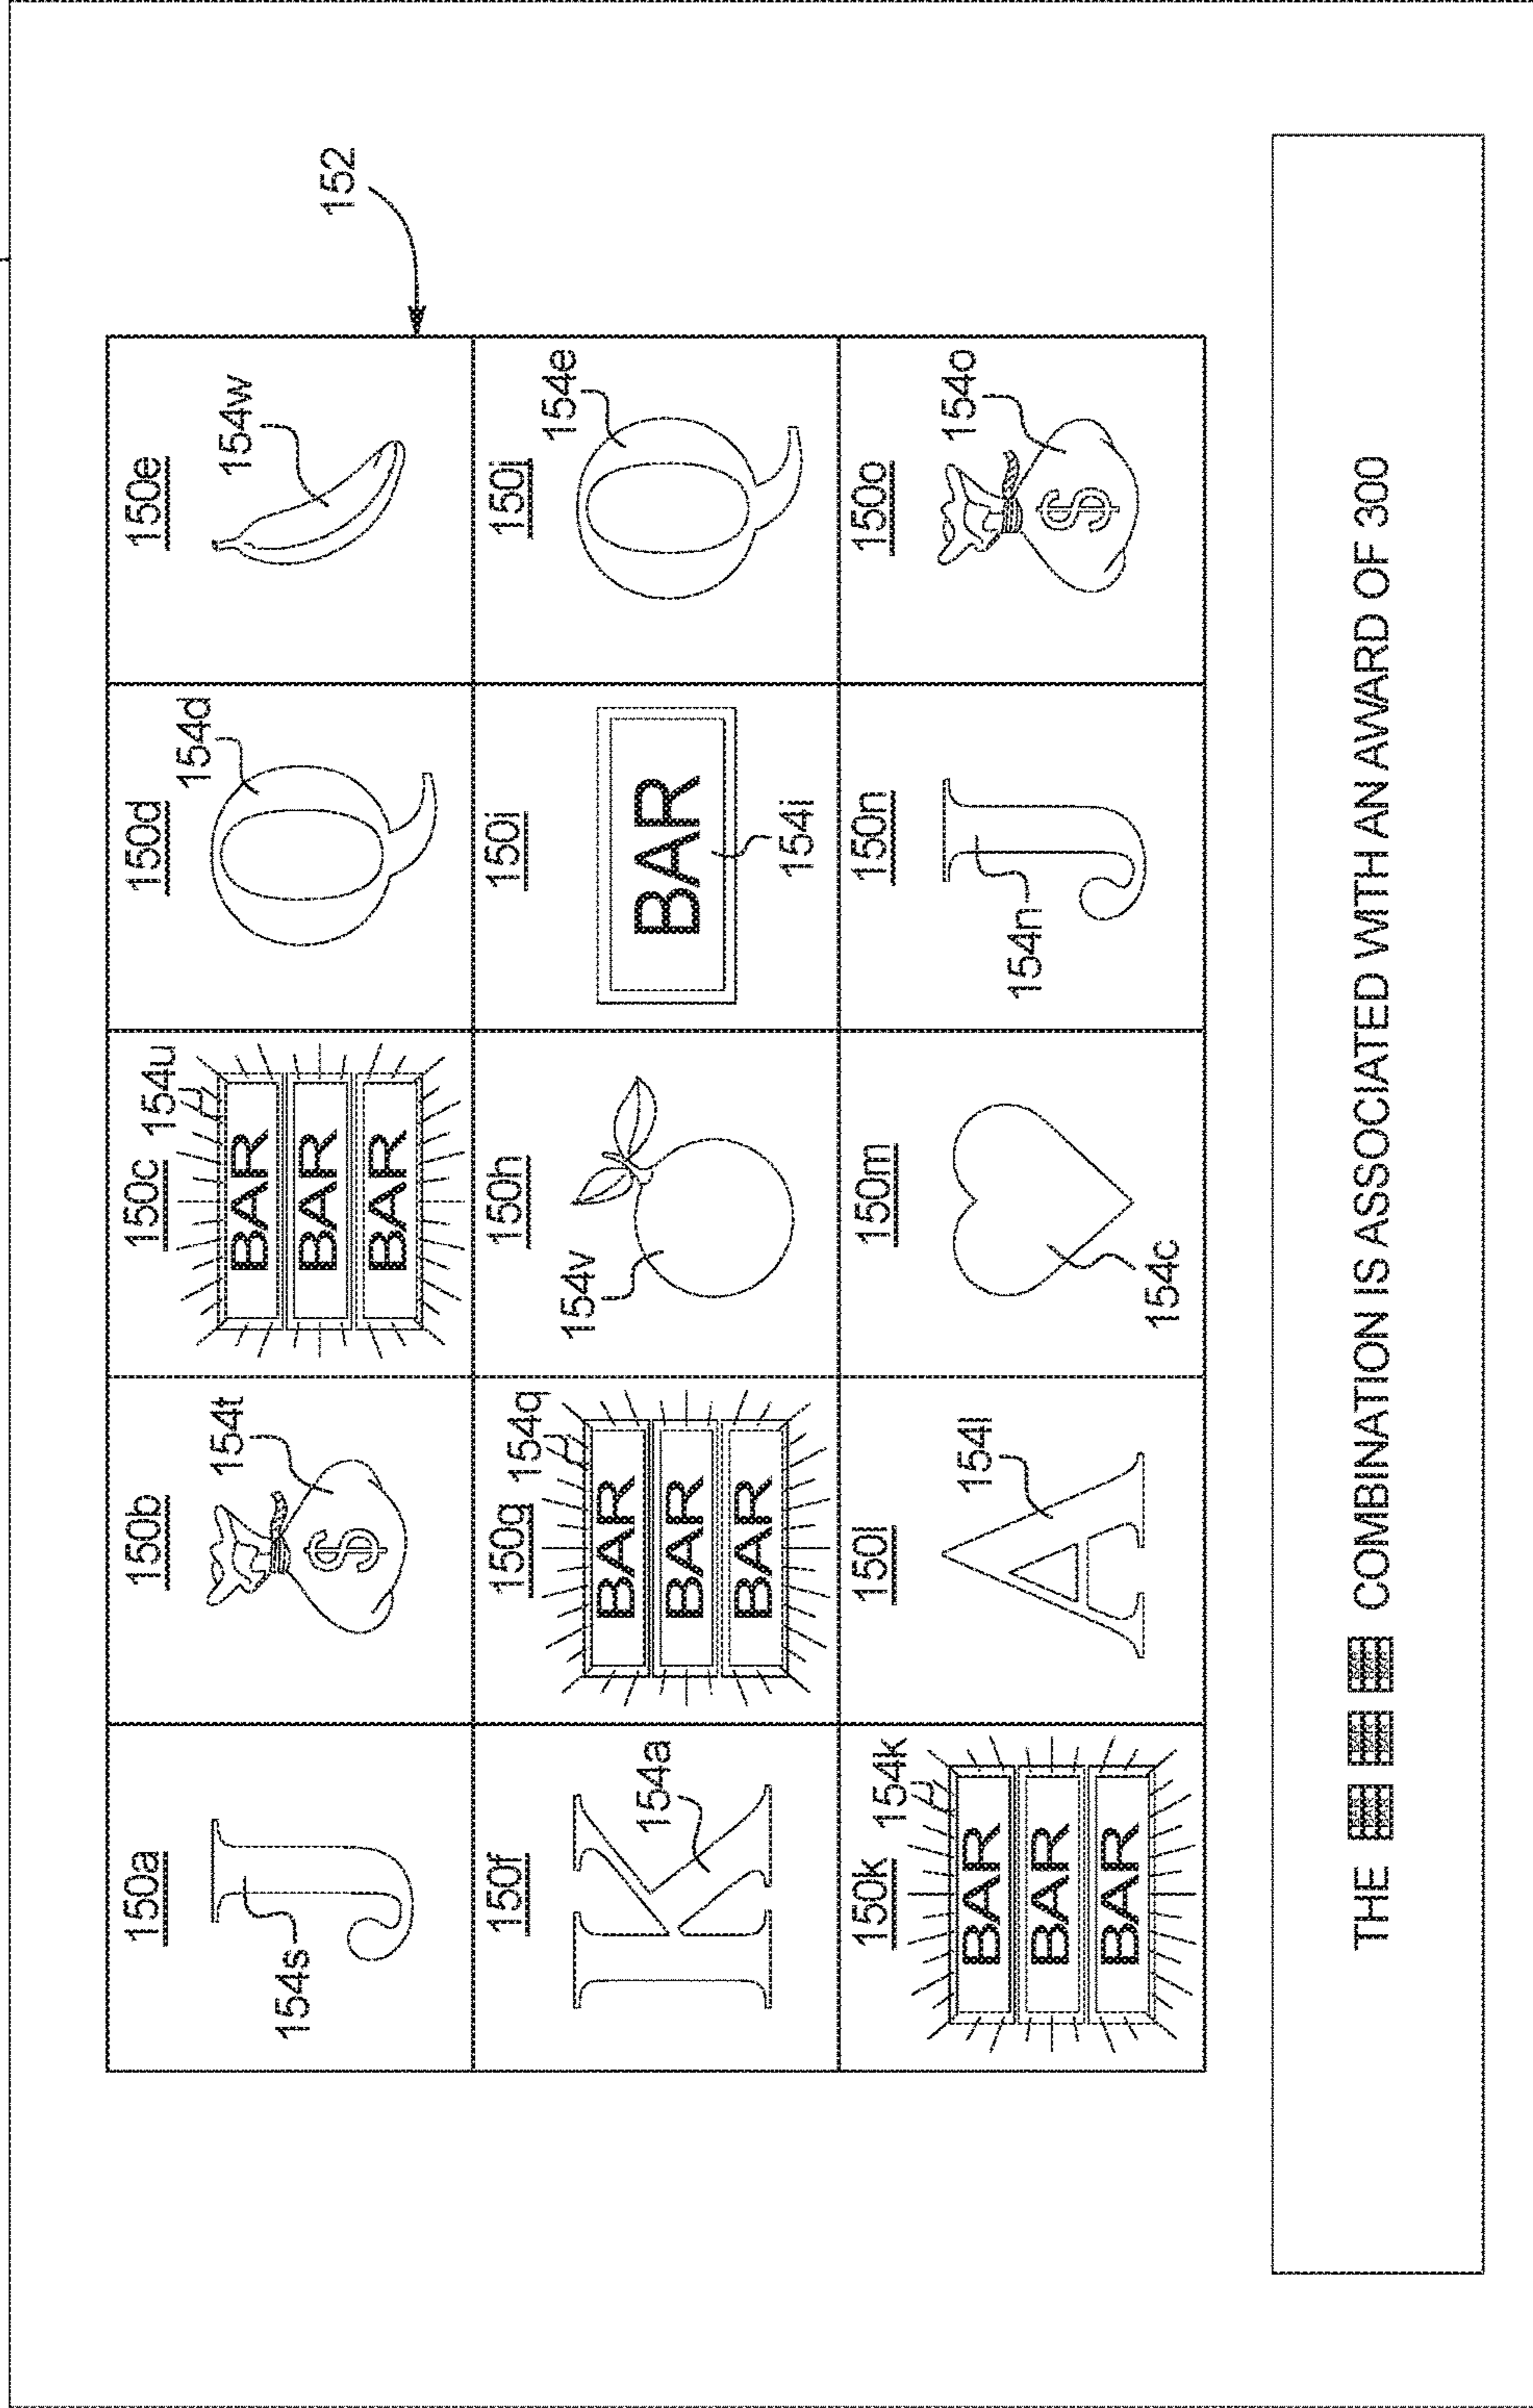 152
150a
154s
J
150b
154t
$
150c
154u
BAR
BAR
BAR
150d
154d
Q
150e
154w
150f
154a
K
150g
154q
BAR
BAR
BAR
150h
154v
150i
BAR
154i
150j
154e
Q
150k
154k
BAR
BAR
BAR
150l
154l
A
150m
154c
150n
154n
J
150o
154o
$
THE COMBINATION IS ASSOCIATED WITH AN AWARD OF 300